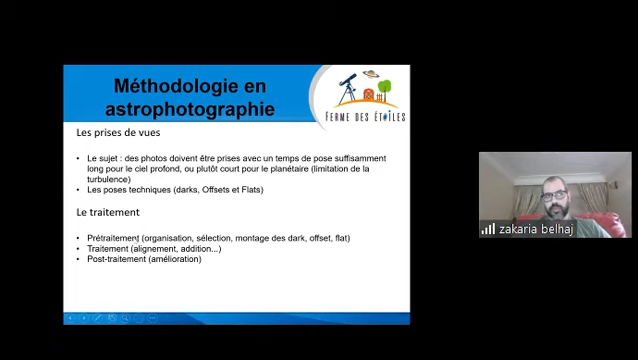 Méthodologie en
astrophotographie
FERME DES ÉTOILES
Les prises de vues
• Le sujet : des photos doivent être prises avec un temps de pose suffisamment
long pour le ciel profond, ou plutôt court pour le planétaire (limitation de la
turbulence)
• Les poses techniques (darks, Offsets et Flats)
Le traitement
• Prétraitement (organisation, sélection, montage des dark, offset, flat)
• Traitement (alignement, addition...)
• Post-traitement (amélioration)
zakaria belhaj